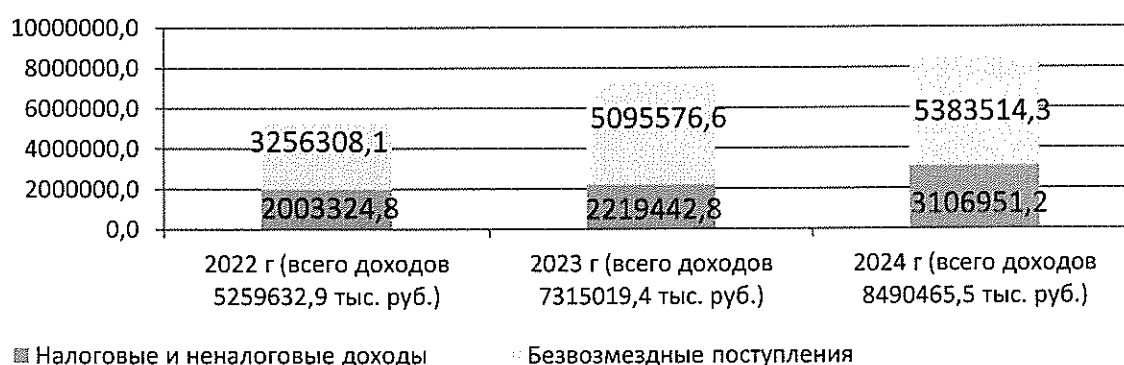 10000000,0
8000000,0
6000000,0
4000000,0
2000000,0
0,0
3256308,1
5095576,6
5383514,3
2003324,8
2219442,8
3106951,2
2022 г (всего доходов
5259632,9 тыс. руб.)
2023 г (всего доходов
7315019,4 тыс. руб.)
2024 г (всего доходов
8490465,5 тыс. руб.)
Налоговые и неналоговые доходы
Безвозмездные поступления